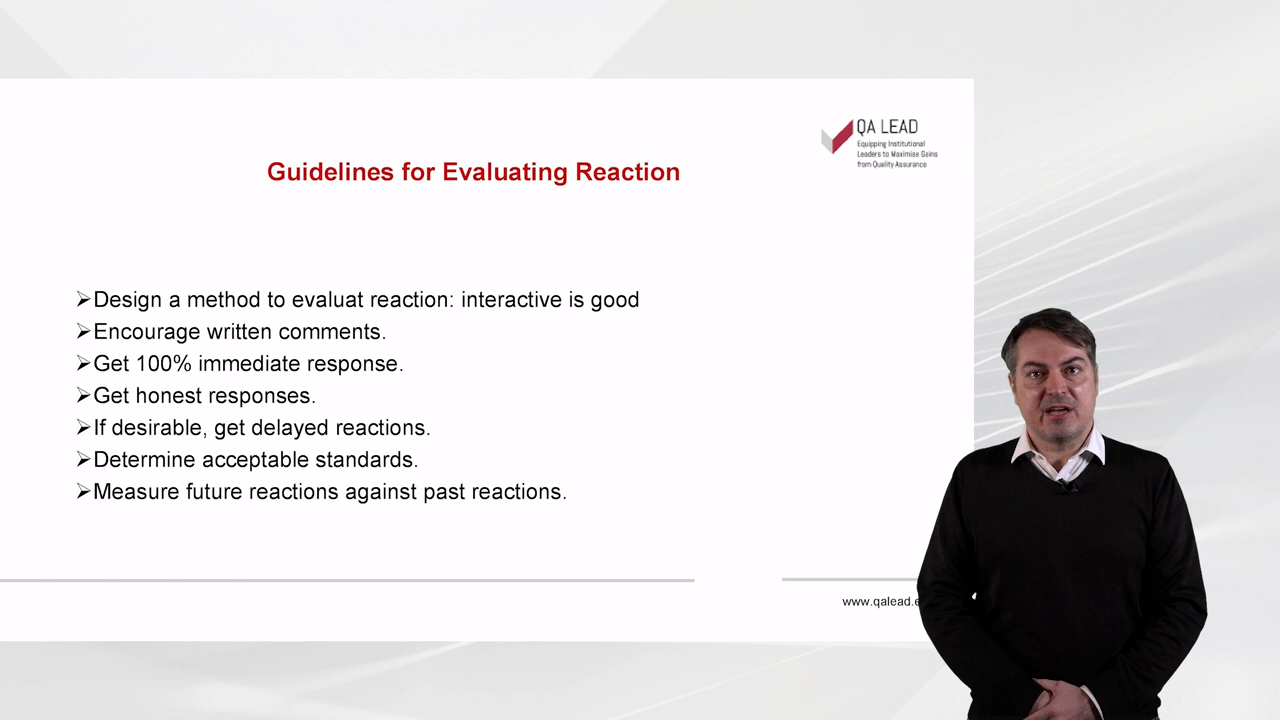 QA LEAD
Equipping Institutional
Leaders to Maximise Gains
from Quality Assurance
Guidelines for Evaluating Reaction
➢Design a method to evaluat reaction: interactive is good
➢Encourage written comments.
➢Get 100% immediate response.
➢Get honest responses.
➢If desirable, get delayed reactions.
➢Determine acceptable standards.
➢Measure future reactions against past reactions.
www.qalead.e